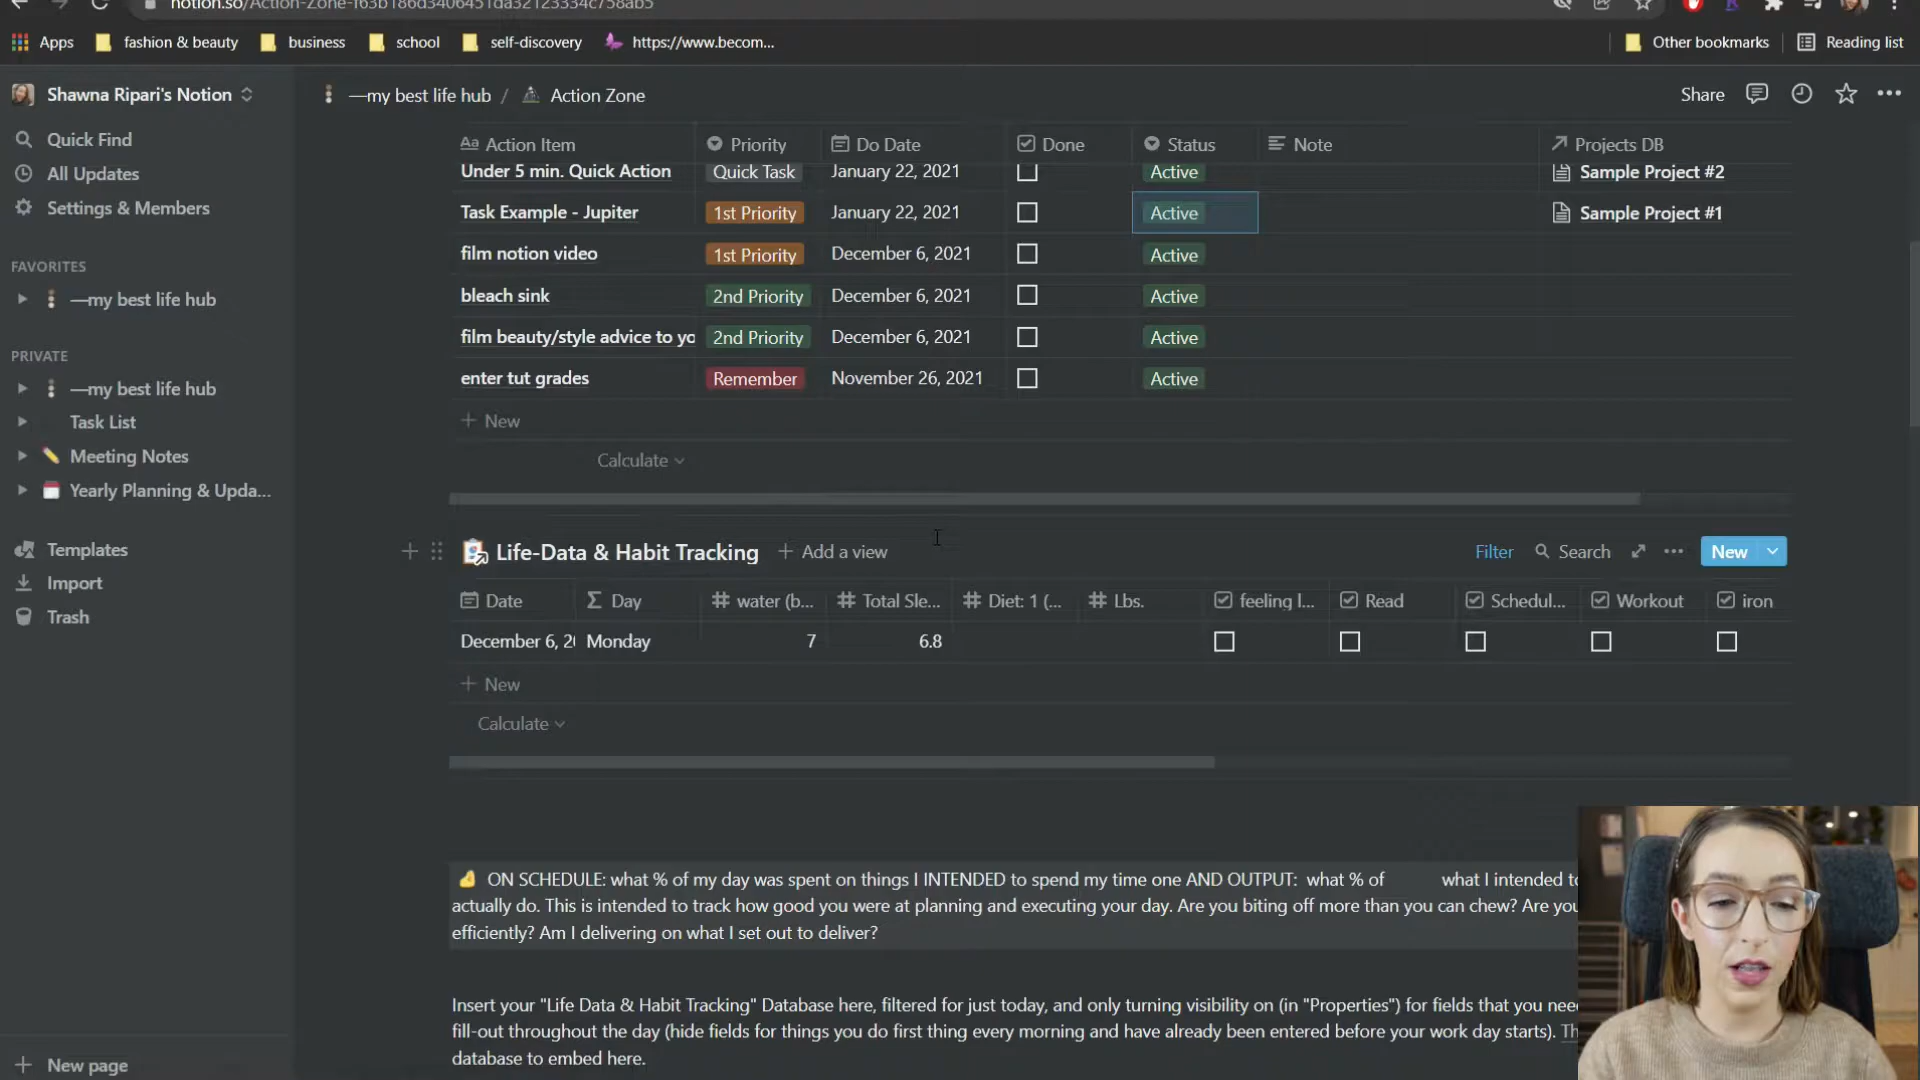 notion.so/Action-Zone-f63b186d3406451da32123334c758ab5
Apps fashion & beauty business school self-discovery https://www.becom... Other bookmarks Reading list
Shawna Ripari's Notion
Quick Find
All Updates
Settings & Members
FAVORITES
—my best life hub
PRIVATE
—my best life hub
Task List
Meeting Notes
Yearly Planning & Upda...
Templates
Import
Trash
New page
—my best life hub / Action Zone Share
Aa Action Item Priority Do Date Done Status Note Projects DB
Under 5 min. Quick Action Quick Task January 22, 2021 Active Sample Project #2
Task Example - Jupiter 1st Priority January 22, 2021 Active Sample Project #1
film notion video 1st Priority December 6, 2021 Active
bleach sink 2nd Priority December 6, 2021 Active
film beauty/style advice to yo 2nd Priority December 6, 2021 Active
enter tut grades Remember November 26, 2021 Active
+ New
Calculate
Life-Data & Habit Tracking + Add a view Filter Search New
Date Σ Day # water (b... # Total Sle... # Diet: 1 (... # Lbs. feeling l... Read Schedul... Workout iron
December 6, 20 Monday 7 6.8
+ New
Calculate
ON SCHEDULE: what % of my day was spent on things I INTENDED to spend my time one AND OUTPUT: what % of what I intended to
actually do. This is intended to track how good you were at planning and executing your day. Are you biting off more than you can chew? Are you
efficiently? Am I delivering on what I set out to deliver?
Insert your "Life Data & Habit Tracking" Database here, filtered for just today, and only turning visibility on (in "Properties") for fields that you need
fill-out throughout the day (hide fields for things you do first thing every morning and have already been entered before your work day starts). Th
database to embed here.